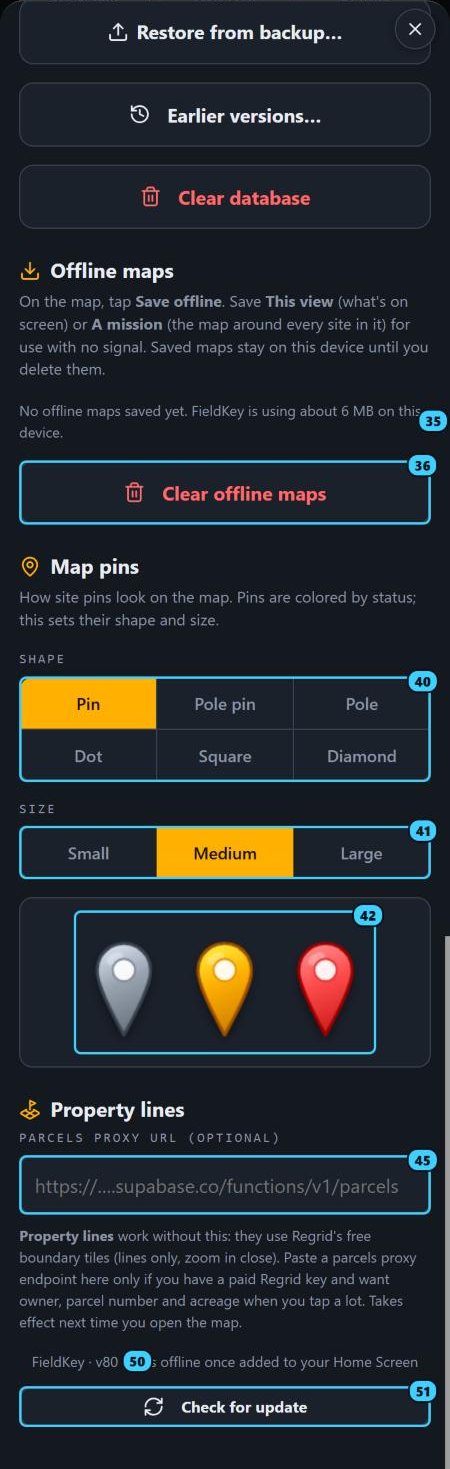 Restore from backup...
Earlier versions...
Clear database
Offline maps
On the map, tap Save offline. Save This view (what's on
screen) or A mission (the map around every site in it) for
use with no signal. Saved maps stay on this device until you
delete them.
No offline maps saved yet. FieldKey is using about 6 MB on this
35
device.
36
Clear offline maps
Map pins
How site pins look on the map. Pins are colored by status;
this sets their shape and size.
SHAPE
40
Pin Pole pin Pole
Dot Square Diamond
SIZE
41
Small Medium Large
42
Property lines
PARCELS PROXY URL (OPTIONAL)
45
https://....supabase.co/functions/v1/parcels
Property lines work without this: they use Regrid's free
boundary tiles (lines only, zoom in close). Paste a parcels proxy
endpoint here only if you have a paid Regrid key and want
owner, parcel number and acreage when you tap a lot. Takes
effect next time you open the map.
FieldKey · v80 50 s offline once added to your Home Screen
51
Check for update